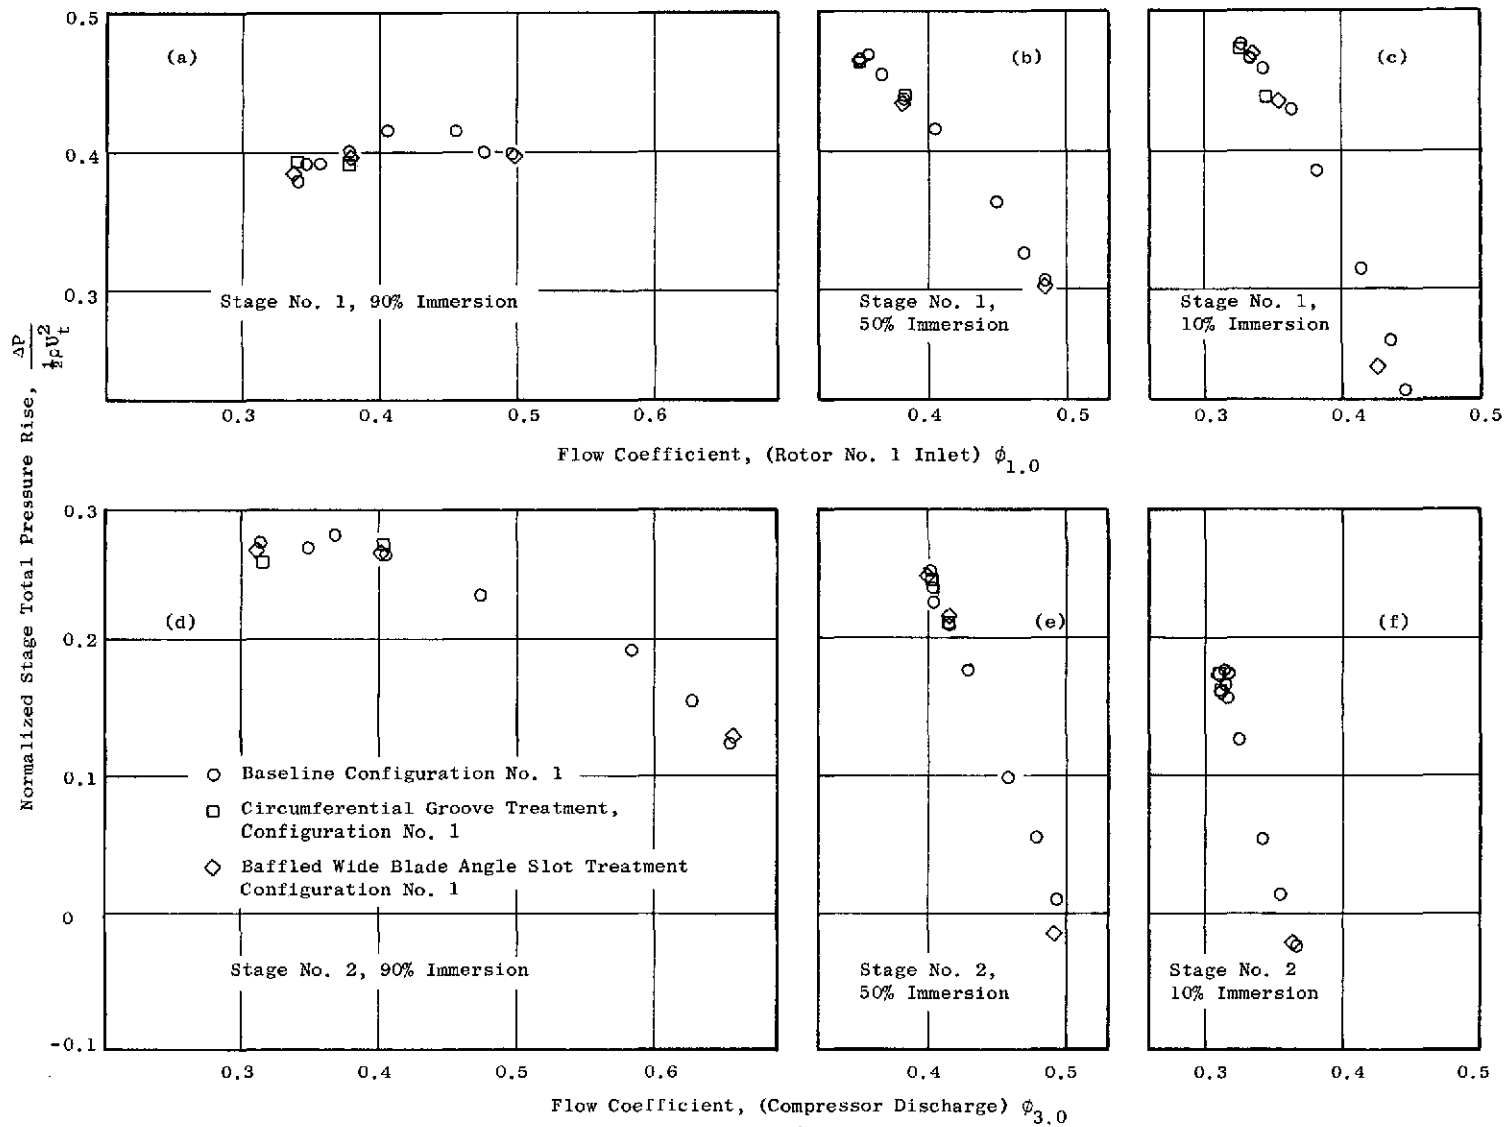 0.5
0.4
0.3
(a)
Stage No. 1, 90% Immersion
0.3 0.4 0.5 0.6
(b)
Stage No. 1,
50% Immersion
0.4 0.5
(c)
Stage No. 1,
10% Immersion
0.3 0.4 0.5
Flow Coefficient, (Rotor No. 1 Inlet) ϕ1.0
Normalized Stage Total Pressure Rise, ΔP / ½ρU²t
0.3
0.2
0.1
0
-0.1
(d)
○ Baseline Configuration No. 1
□ Circumferential Groove Treatment,
Configuration No. 1
◇ Baffled Wide Blade Angle Slot Treatment
Configuration No. 1
Stage No. 2, 90% Immersion
0.3 0.4 0.5 0.6
(e)
Stage No. 2,
50% Immersion
0.4 0.5
(f)
Stage No. 2
10% Immersion
0.3 0.4 0.5
Flow Coefficient, (Compressor Discharge) ϕ3.0